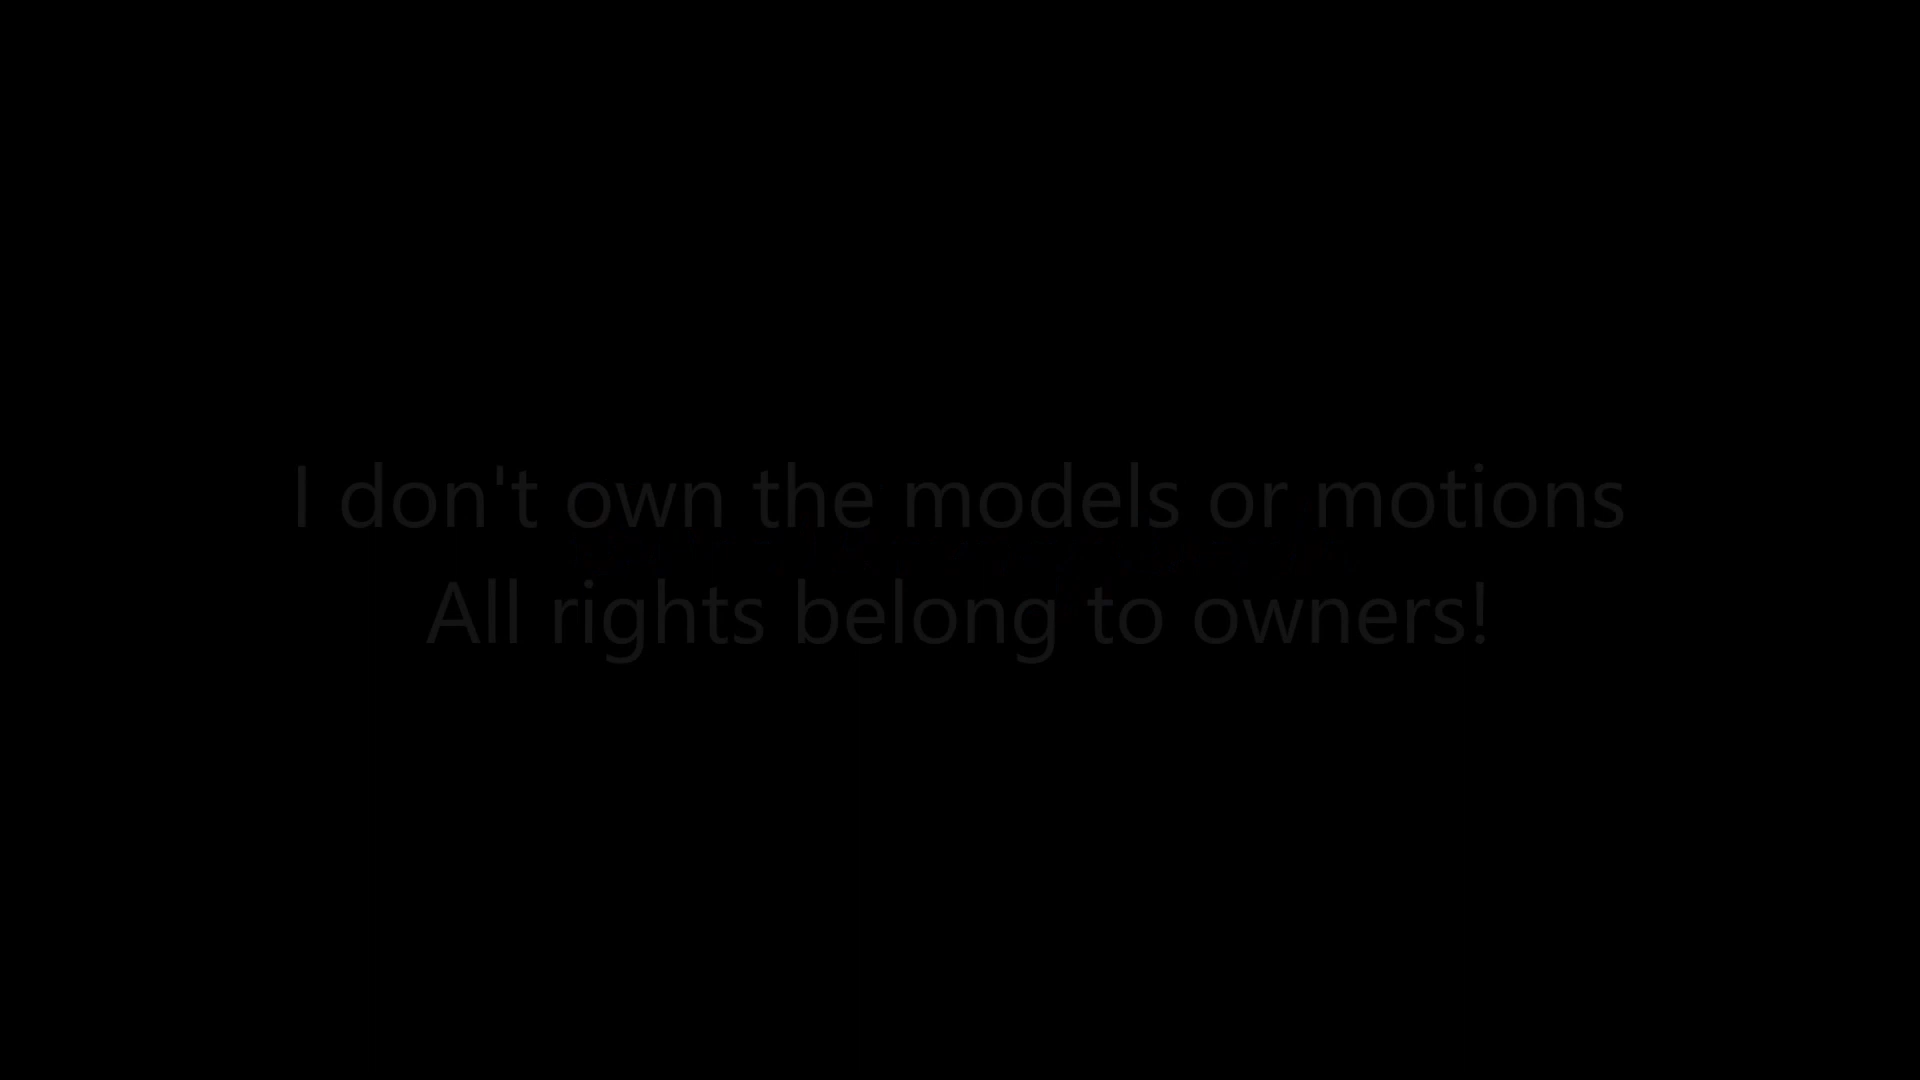 I don't own the models or motions
All rights belong to owners!